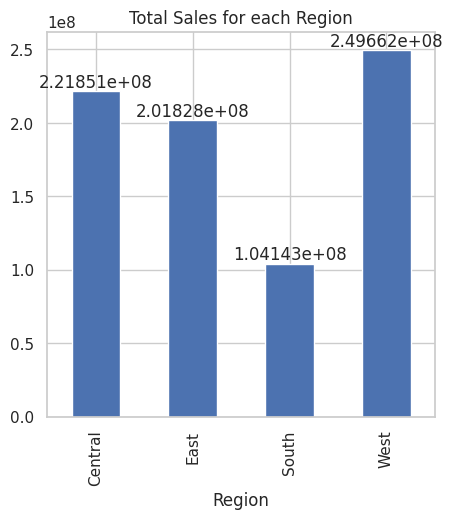 Total Sales for each Region
1e8
2.5
2.0
1.5
1.0
0.5
0.0
2.21851e+08
2.01828e+08
1.04143e+08
2.49662e+08
Central
East
South
West
Region